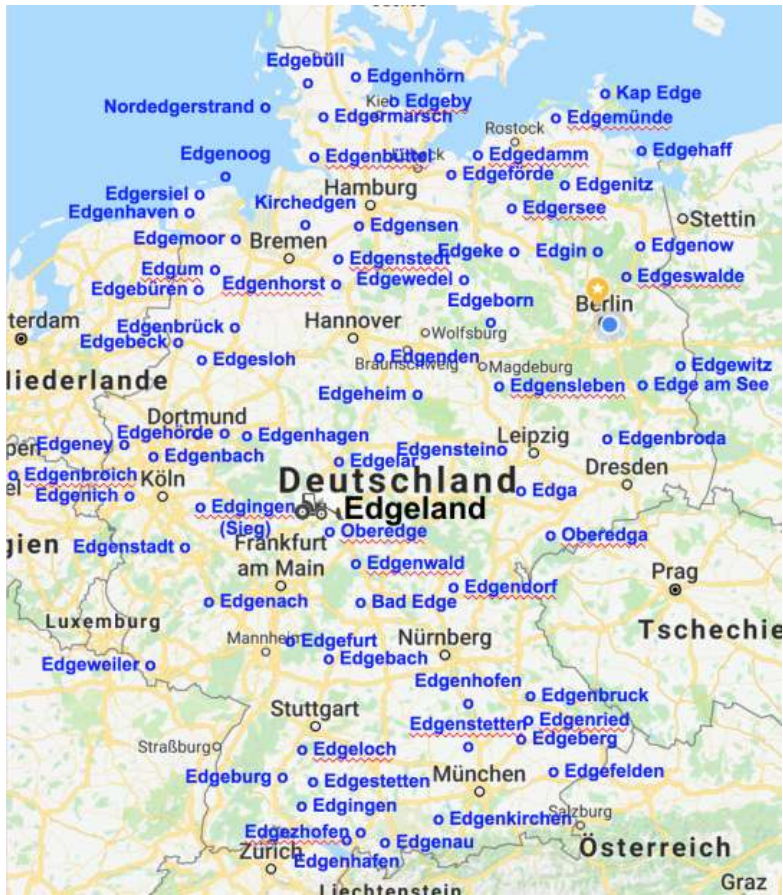 Edgebüll
Edgenhörn
Kap Edge
Kiel
Edgeby
Nordedgerstrand
Edgermarsch
Edgemünde
Rostock
Edgenoog
Edgenbüttel
Edgedamm
Edgehaff
Edgeförde
Edgersiel
Edgenitz
Hamburg
Edgenhaven
Kirchedgen
Edgersee
Stettin
Edgensen
Edgemoor
Bremen
Edgeke
Edgin
Edgenow
Edgenstedt
Edgum
Edgenhorst
Edgewedel
Edgeswalde
Edgebüren
Edgeborn
Berlin
terdam
Edgenbrück
Hannover
Wolfsburg
Edgebeck
Edgesloh
Edgenden
Braunschweig
Magdeburg
Edgewitz
Niederlande
Edgeheim
Edgensleben
Edge am See
Dortmund
Edgehörde
Edgenhagen
Edgeney
Edgenbach
Edgenstein
Leipzig
Edgenbroda
Edgelar
Edgenbroich
Köln
Deutschland
Dresden
Edgenich
Edga
Edgingen
(Sieg)
Edgeland
gien
Edgenstadt
Frankfurt
am Main
Oberedge
Oberedga
Edgenwald
Prag
Edgendorf
Edgenach
Bad Edge
Luxemburg
Tschechie
Mannheim
Edgefurt
Nürnberg
Edgeweiler
Edgebach
Edgenhofen
Edgenbruck
Stuttgart
Edgenstetten
Edgenried
Straßburg
Edgeloch
Edgeberg
Edgeburg
Edgestetten
München
Edgefelden
Edgingen
Edgenkirchen
Salzburg
Edgezhofen
Edgenau
Österreich
Zürich
Edgenhafen
Graz
Liechtenstein